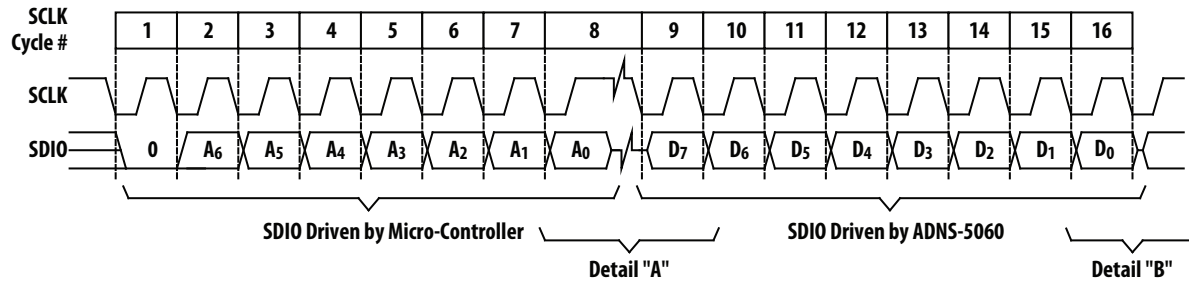 SCLK
Cycle # 1 2 3 4 5 6 7 8 9 10 11 12 13 14 15 16
SCLK
SDIO 0 A6 A5 A4 A3 A2 A1 A0 D7 D6 D5 D4 D3 D2 D1 D0
SDIO Driven by Micro-Controller SDIO Driven by ADNS-5060
Detail "A" Detail "B"